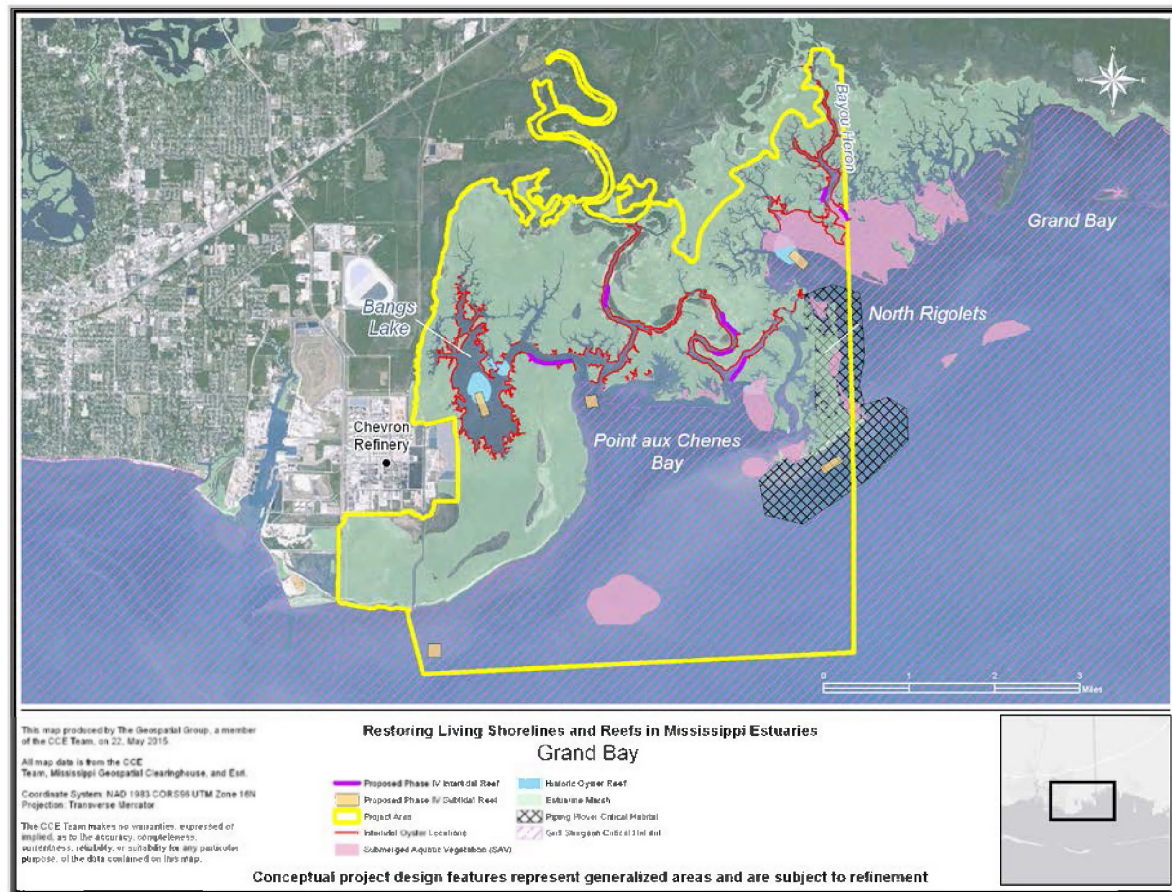 N
W
E
S
Bayou Heron
Grand Bay
Bangs
Lake
North Rigolets
Chevron
Refinery
Point aux Chenes
Bay
0 1 2 3
Miles
This map produced by The Geospatial Group, a member
of the CCE Team, on 22, May 2015.
All map data is from the CCE
Team, Mississippi Geospatial Clearinghouse, and Esri.
Coordinate System: NAD 1983 CORS96 UTM Zone 16N
Projection: Transverse Mercator
The CCE Team makes no warranties, expressed or
implied, as to the accuracy, completeness,
currentness, reliability, or suitability for any particular
purpose, of the data contained on this map.
Restoring Living Shorelines and Reefs in Mississippi Estuaries
Grand Bay
Proposed Phase IV Intertidal Reef
Proposed Phase IV Subtidal Reef
Project Area
Intertidal Oyster Locations
Submerged Aquatic Vegetation (SAV)
Historic Oyster Reef
Estuarine Marsh
Piping Plover Critical Habitat
Gulf Sturgeon Critical Habitat
Conceptual project design features represent generalized areas and are subject to refinement